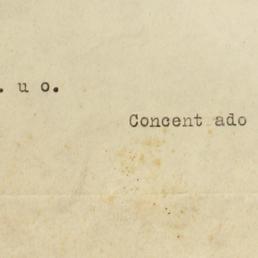 . u o.
Concent ado